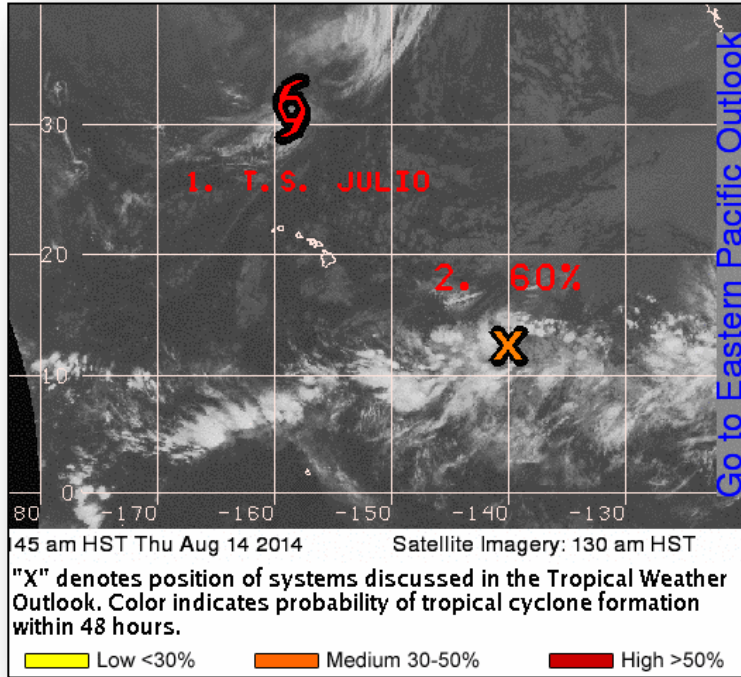 30
1. T.S. JULIO
20
2. 60%
X
10
0
80 -170 -160 -150 -140 -130
Go to Eastern Pacific Outlook
145 am HST Thu Aug 14 2014 Satellite Imagery: 130 am HST
"X" denotes position of systems discussed in the Tropical Weather
Outlook. Color indicates probability of tropical cyclone formation
within 48 hours.
Low <30% Medium 30-50% High >50%